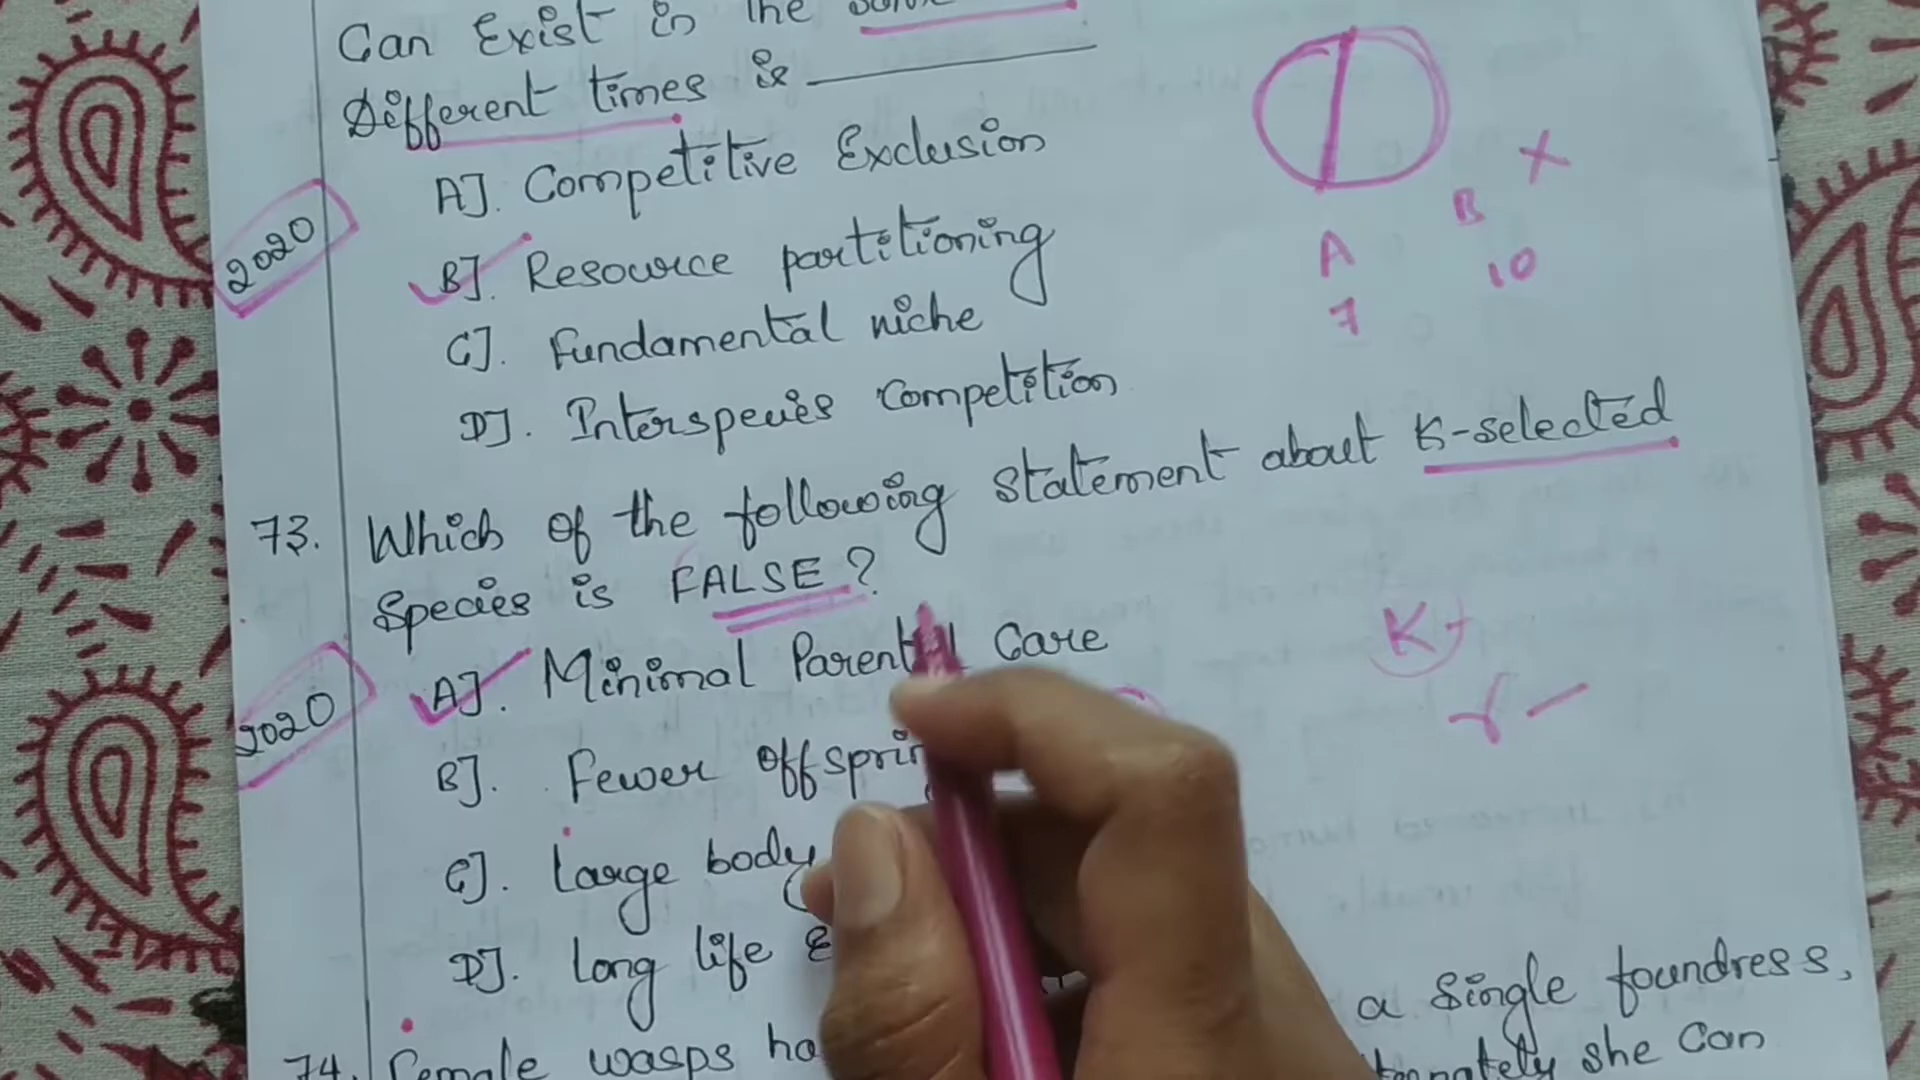 Can Exist in the
Different times is ________
A]. Competitive Exclusion
2020
B]. Resource partitioning
C]. Fundamental niche
D]. Interspecies Competition
A
7
B
10
73. Which of the following statement about K-selected
Species is FALSE?
2020
A]. Minimal Parental Care
B]. Fewer offspring
C]. Large body
D]. Long life
K+
r-
74. Female wasps
a single foundress,
she can